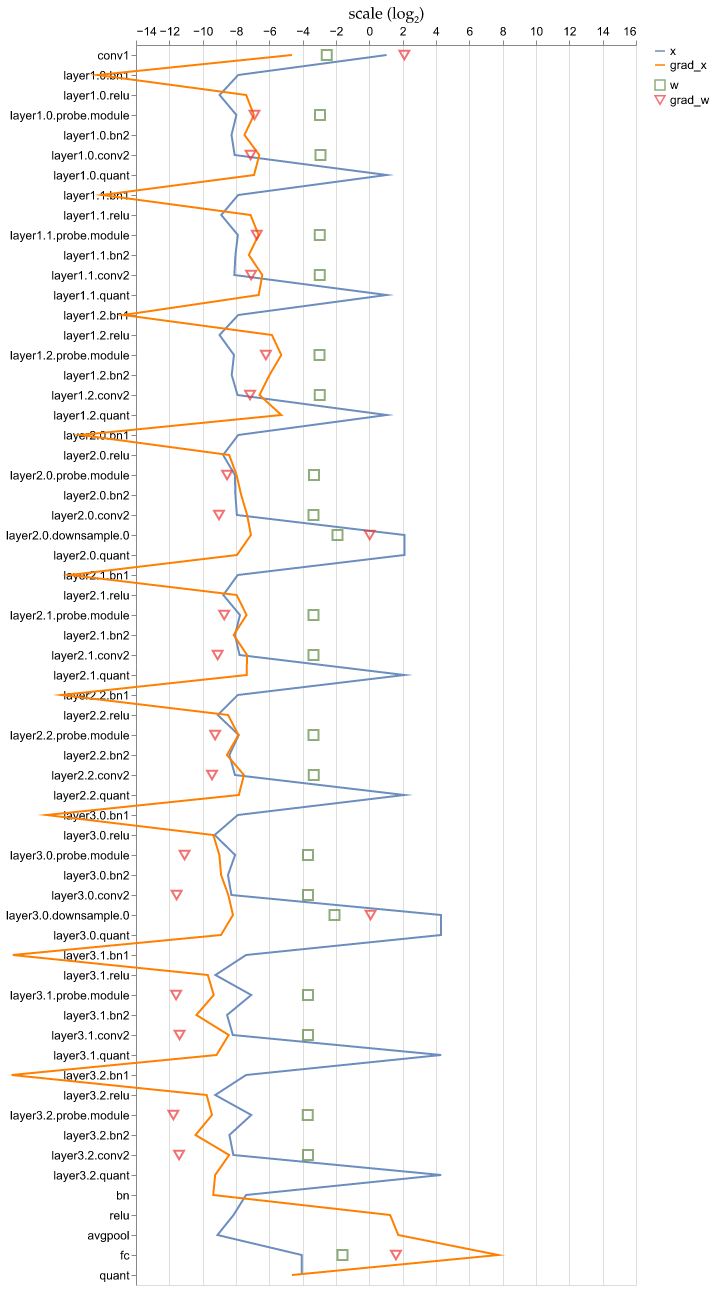 scale (log₂)
−14 −12 −10 −8 −6 −4 −2 0 2 4 6 8 10 12 14 16
x
grad_x
w
grad_w
conv1
layer1.0.bn1
layer1.0.relu
layer1.0.probe.module
layer1.0.bn2
layer1.0.conv2
layer1.0.quant
layer1.1.bn1
layer1.1.relu
layer1.1.probe.module
layer1.1.bn2
layer1.1.conv2
layer1.1.quant
layer1.2.bn1
layer1.2.relu
layer1.2.probe.module
layer1.2.bn2
layer1.2.conv2
layer1.2.quant
layer2.0.bn1
layer2.0.relu
layer2.0.probe.module
layer2.0.bn2
layer2.0.conv2
layer2.0.downsample.0
layer2.0.quant
layer2.1.bn1
layer2.1.relu
layer2.1.probe.module
layer2.1.bn2
layer2.1.conv2
layer2.1.quant
layer2.2.bn1
layer2.2.relu
layer2.2.probe.module
layer2.2.bn2
layer2.2.conv2
layer2.2.quant
layer3.0.bn1
layer3.0.relu
layer3.0.probe.module
layer3.0.bn2
layer3.0.conv2
layer3.0.downsample.0
layer3.0.quant
layer3.1.bn1
layer3.1.relu
layer3.1.probe.module
layer3.1.bn2
layer3.1.conv2
layer3.1.quant
layer3.2.bn1
layer3.2.relu
layer3.2.probe.module
layer3.2.bn2
layer3.2.conv2
layer3.2.quant
bn
relu
avgpool
fc
quant